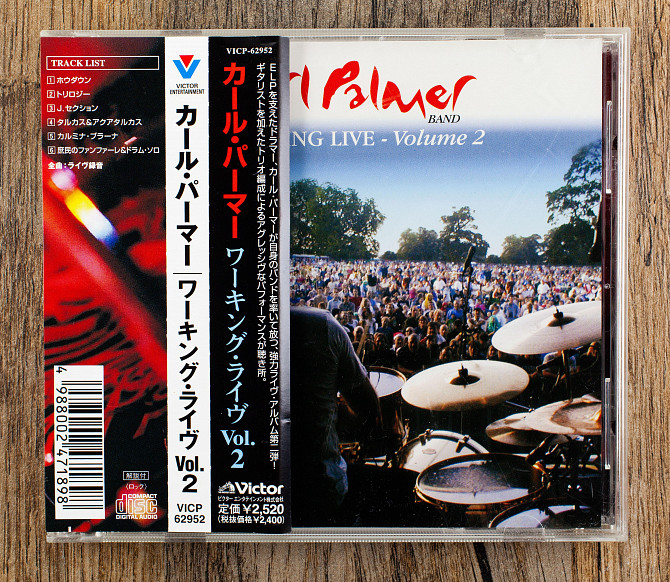 TRACK LIST
1 ホウダウン
2 トリロジー
3 J.セクション
4 タルカス&アクアタルカス
5 カルミナ・ブラーナ
6 庶民のファンファーレ&ドラム・ソロ
全曲:ライヴ録音
4988002471898
解説付
〈ロック〉
COMPACT
disc
DIGITAL AUDIO
VICTOR
ENTERTAINMENT
カール・パーマー|ワーキング・ライヴ Vol.2
VICP
62952
VICP-62952
カール・パーマー
ワーキング・ライヴ Vol.2
ELPを支えたドラマー、カール・パーマーが自身のバンドを率いて放つ、強力ライヴ・アルバム第二弾!
ギタリストを加えたトリオ編成によるアグレッシヴなパフォーマンスが聴き所。
Victor
ビクターエンタテインメント株式会社
定価¥2,520
(税抜価格¥2,400)
rl Palmer
BAND
NG LIVE - Volume 2